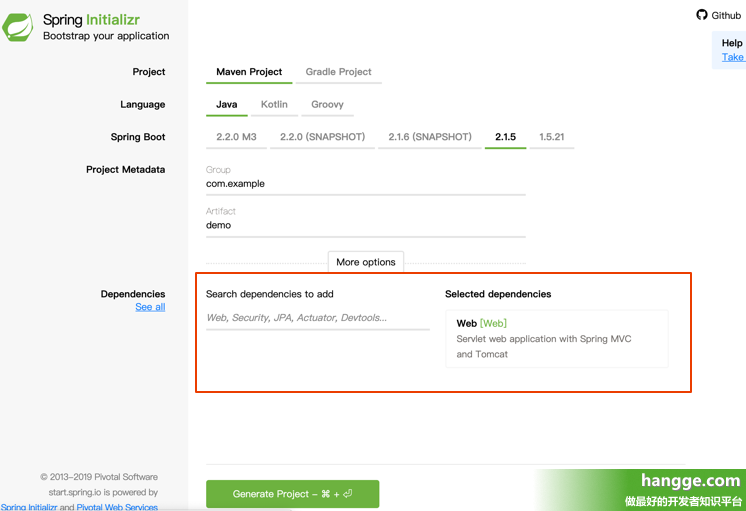 Spring Initializr
Bootstrap your application
Github
Help
Take
Project
Maven Project
Gradle Project
Language
Java
Kotlin
Groovy
Spring Boot
2.2.0 M3
2.2.0 (SNAPSHOT)
2.1.6 (SNAPSHOT)
2.1.5
1.5.21
Project Metadata
Group
com.example
Artifact
demo
More options
Dependencies
See all
Search dependencies to add
Web, Security, JPA, Actuator, Devtools...
Selected dependencies
Web [Web]
Servlet web application with Spring MVC
and Tomcat
© 2013-2019 Pivotal Software
start.spring.io is powered by
Spring Initializr and Pivotal Web Services
Generate Project - ⌘ + ⏎
hangge.com
做最好的开发者知识平台